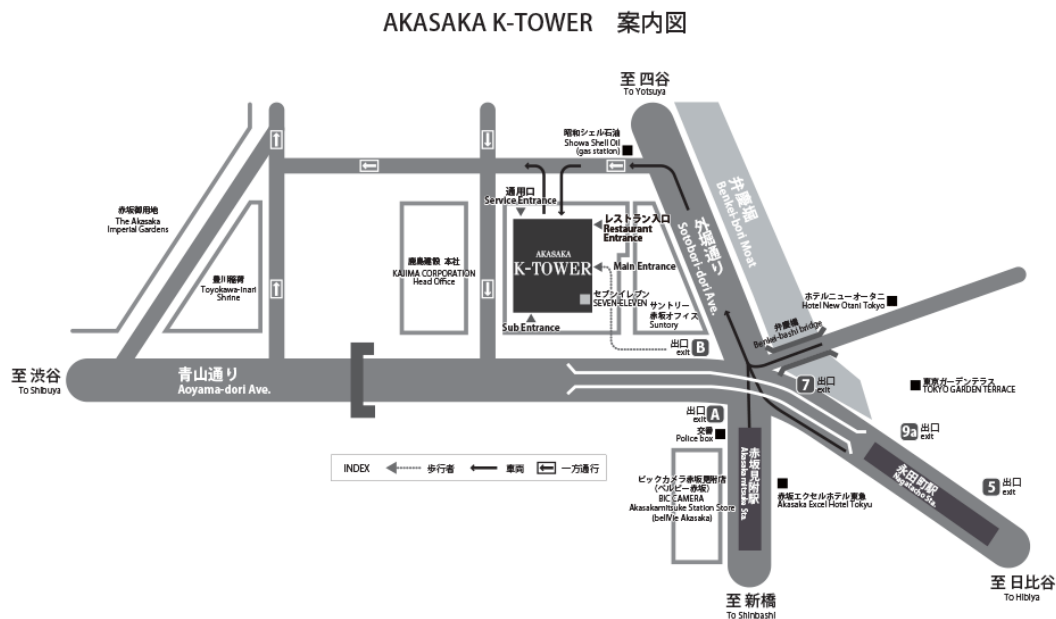 AKASAKA K-TOWER 案内図
至 四谷
To Yotsuya
昭和シェル石油
Showa Shell Oil
(gas station)
弁慶堀
Benkei-bori Moat
外堀通り
Sotobori-dori Ave.
通用口
Service Entrance
レストラン入口
Restaurant
Entrance
赤坂御用地
The Akasaka
Imperial Gardens
豊川稲荷
Toyokawa-inari
Shrine
鹿島建設 本社
KAJIMA CORPORATION
Head Office
AKASAKA
K-TOWER
Main Entrance
セブンイレブン
SEVEN-ELEVEN
Sub Entrance
サントリー
赤坂オフィス
Suntory
ホテルニューオータニ
Hotel New Otani Tokyo
弁慶橋
Benkei-bashi bridge
出口
exit
B
至 渋谷
To Shibuya
青山通り
Aoyama-dori Ave.
7
出口
exit
東京ガーデンテラス
TOKYO GARDEN TERRACE
出口
exit
A
交番
Police box
9a
出口
exit
INDEX
歩行者
車両
一方通行
赤坂見附駅
Akasaka mitsuke Sta.
永田町駅
Nagatacho Sta.
5
出口
exit
ビックカメラ赤坂見附店
(ベルビー赤坂)
BIC CAMERA
Akasakamitsuke Station Store
(bellVie Akasaka)
赤坂エクセルホテル東急
Akasaka Excel Hotel Tokyu
至 日比谷
To Hibiya
至 新橋
To Shinbashi